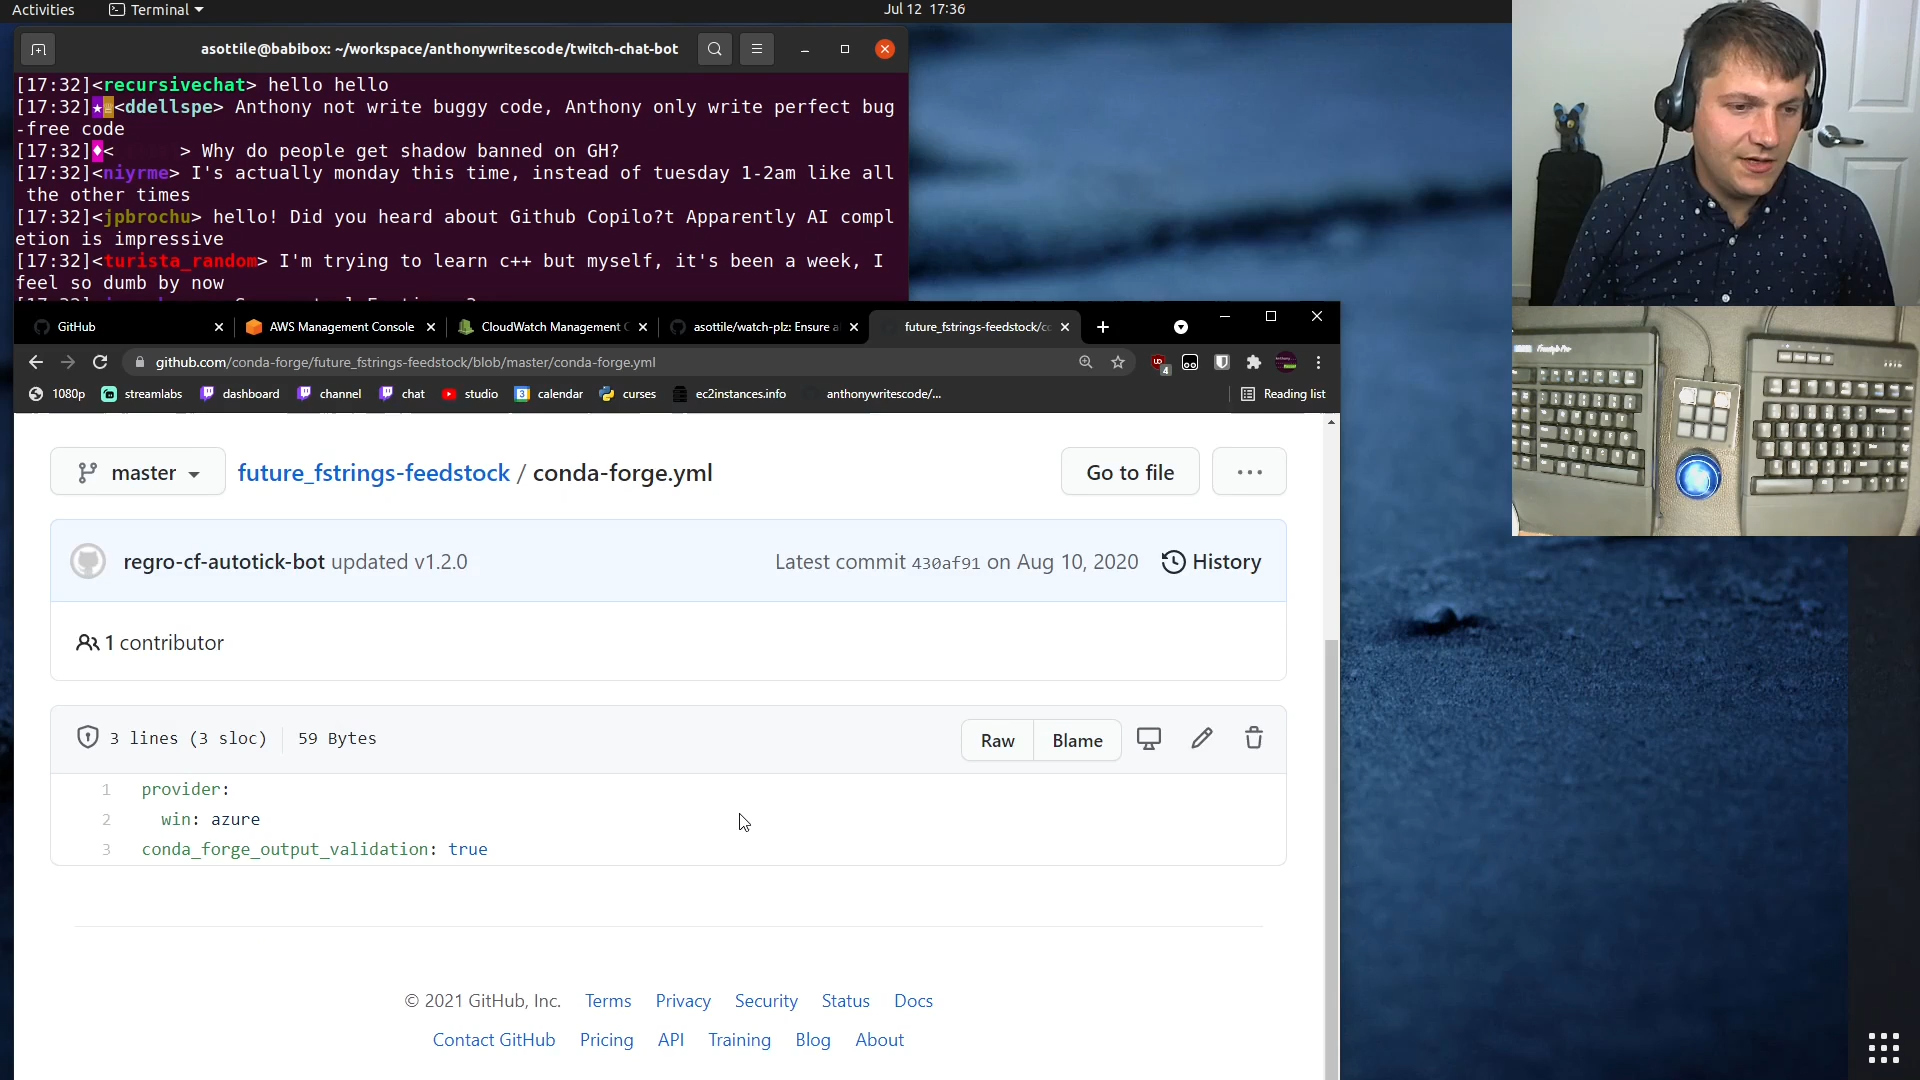 Activities
Terminal
Jul 12 17:36
asottile@babibox: ~/workspace/anthonywritescode/twitch-chat-bot
[17:32]<recursivechat> hello hello
[17:32]<ddellspe> Anthony not write buggy code, Anthony only write perfect bug
-free code
[17:32]< > Why do people get shadow banned on GH?
[17:32]<niyrme> I's actually monday this time, instead of tuesday 1-2am like all
the other times
[17:32]<jpbrochu> hello! Did you heard about Github Copilo?t Apparently AI compl
etion is impressive
[17:32]<turista_random> I'm trying to learn c++ but myself, it's been a week, I
feel so dumb by now
GitHub
AWS Management Console
CloudWatch Management
asottile/watch-plz: Ensure a
future_fstrings-feedstock/co
github.com/conda-forge/future_fstrings-feedstock/blob/master/conda-forge.yml
1080p
streamlabs
dashboard
channel
chat
studio
calendar
curses
ec2instances.info
anthonywritescode/...
Reading list
master
future_fstrings-feedstock / conda-forge.yml
Go to file
regro-cf-autotick-bot updated v1.2.0
Latest commit 430af91 on Aug 10, 2020
History
1 contributor
3 lines (3 sloc)
59 Bytes
Raw
Blame
1 provider:
2 win: azure
3 conda_forge_output_validation: true
© 2021 GitHub, Inc.
Terms
Privacy
Security
Status
Docs
Contact GitHub
Pricing
API
Training
Blog
About